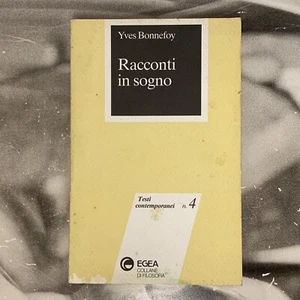 Yves Bonnefoy
Racconti
in sogno
Testi
contemporanei n. 4
EGEA
COLLANE
DI FILOSOFIA